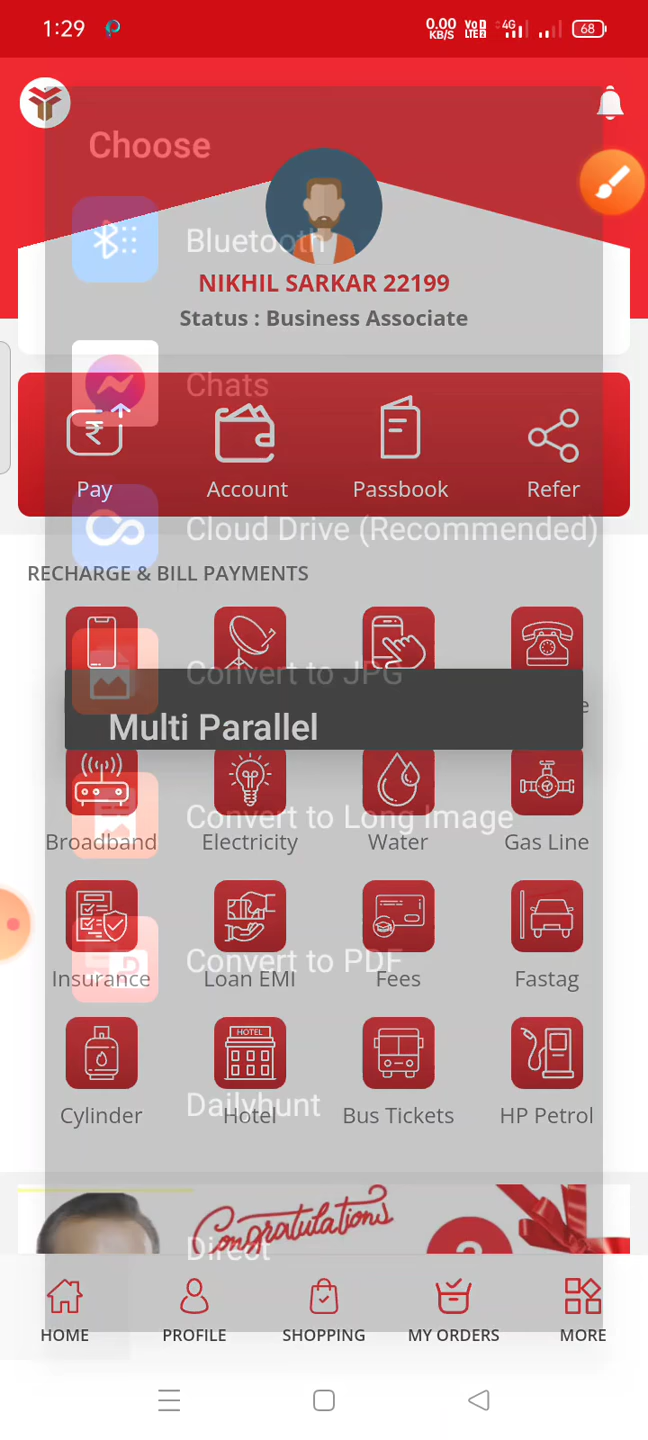 1:29
0.00 KB/S
Vo LTE 2
4G
68
Choose
Bluetooth
NIKHIL SARKAR 22199
Status : Business Associate
Chats
Pay Account Passbook Refer
Cloud Drive (Recommended)
RECHARGE & BILL PAYMENTS
Convert to JPG
Multi Parallel
Convert to Long Image
Broadband Electricity Water Gas Line
Convert to PDF
Insurance Loan EMI Fees Fastag
HOTEL
Dailyhunt
Cylinder Hotel Bus Tickets HP Petrol
Congratulations
Direct
HOME PROFILE SHOPPING MY ORDERS MORE